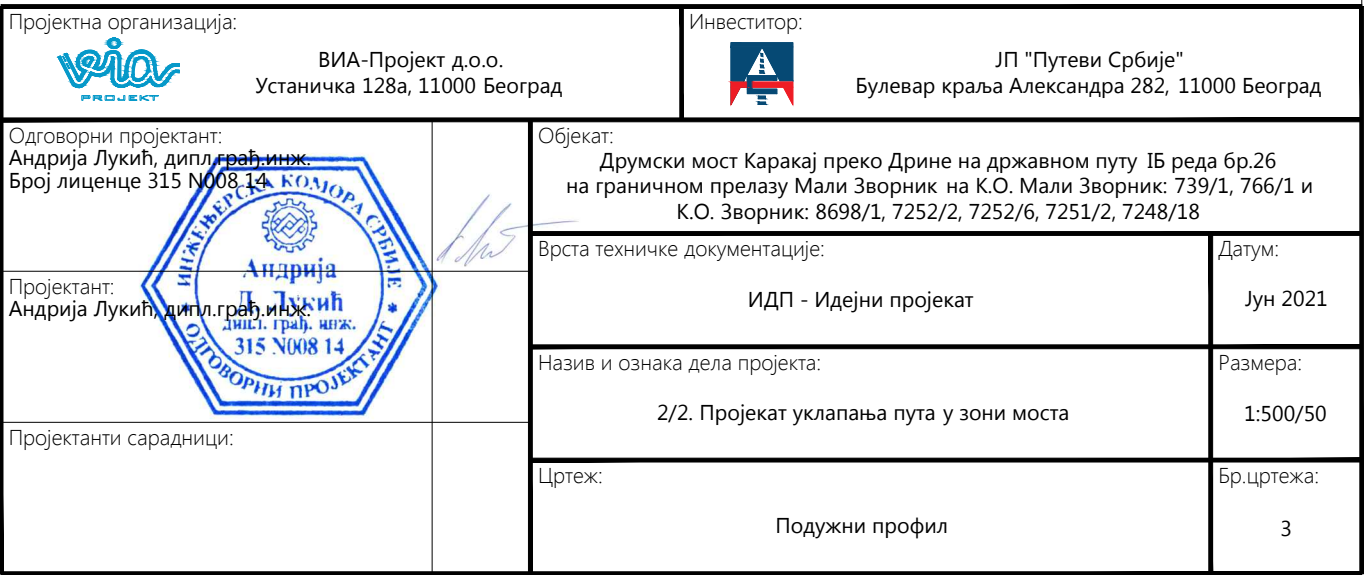 Пројектна организација:
via
PROJEKT
ВИА-Пројект д.о.о.
Устаничка 128а, 11000 Београд
Инвеститор:
ЈП "Путеви Србије"
Булевар краља Александра 282, 11000 Београд
Одговорни пројектант:
Андрија Лукић, дипл.грађ.инж.
Број лиценце 315 N008 14
Пројектант:
Андрија Лукић, дипл.грађ.инж.
Пројектанти сарадници:
ИНЖЕЊЕРСКА КОМОРА СРБИЈЕ
Андрија
Д. Лукић
дипл. грађ. инж.
315 N008 14
ОДГОВОРНИ ПРОЈЕКТАНТ
Објекат:
Друмски мост Каракај преко Дрине на државном путу IБ реда бр.26
на граничном прелазу Мали Зворник на К.О. Мали Зворник: 739/1, 766/1 и
К.О. Зворник: 8698/1, 7252/2, 7252/6, 7251/2, 7248/18
Врста техничке документације:
ИДП - Идејни пројекат
Датум:
Јун 2021
Назив и ознака дела пројекта:
2/2. Пројекат уклапања пута у зони моста
Размера:
1:500/50
Цртеж:
Подужни профил
Бр.цртежа:
3